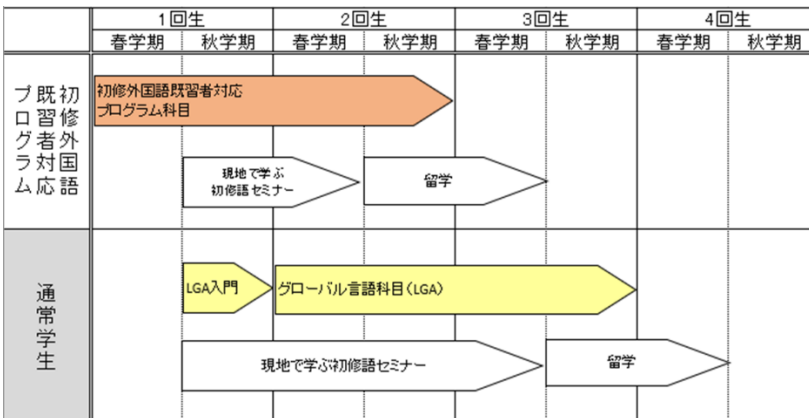 1回生
2回生
3回生
4回生
春学期
秋学期
春学期
秋学期
春学期
秋学期
春学期
秋学期
初修外国語
既習者対応
プログラム
初修外国語既習者対応
プログラム科目
現地で学ぶ
初修語セミナー
留学
通常学生
LGA入門
グローバル言語科目(LGA)
現地で学ぶ初修語セミナー
留学